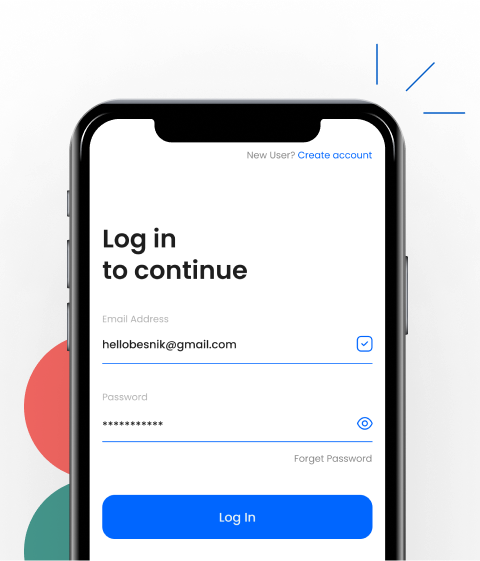 New User? Create account
Log in
to continue
Email Address
hellobesnik@gmail.com
Password
***********
Forget Password
Log In